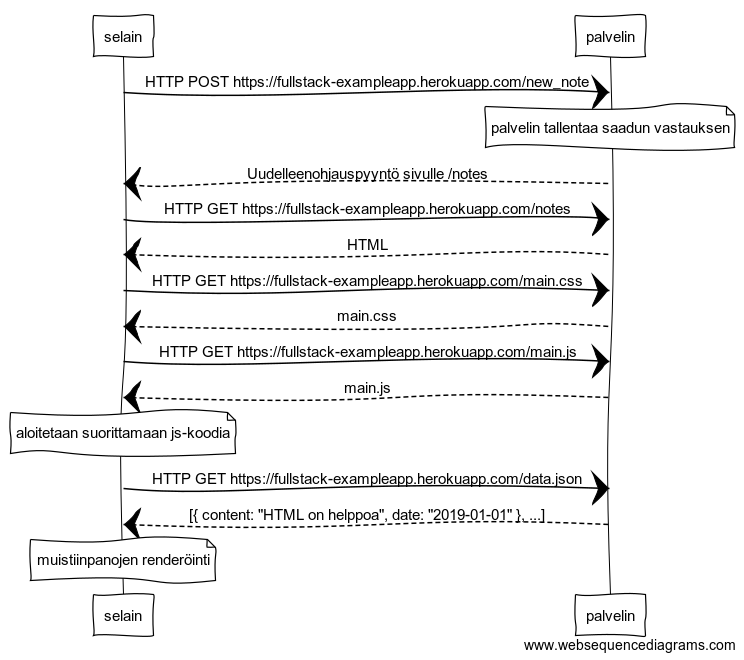 selain
palvelin
HTTP POST https://fullstack-exampleapp.herokuapp.com/new_note
palvelin tallentaa saadun vastauksen
Uudelleenohjauspyyntö sivulle /notes
HTTP GET https://fullstack-exampleapp.herokuapp.com/notes
HTML
HTTP GET https://fullstack-exampleapp.herokuapp.com/main.css
main.css
HTTP GET https://fullstack-exampleapp.herokuapp.com/main.js
main.js
aloitetaan suorittamaan js-koodia
HTTP GET https://fullstack-exampleapp.herokuapp.com/data.json
[{ content: "HTML on helppoa", date: "2019-01-01" }, ...]
muistiinpanojen renderöinti
selain
palvelin
www.websequencediagrams.com